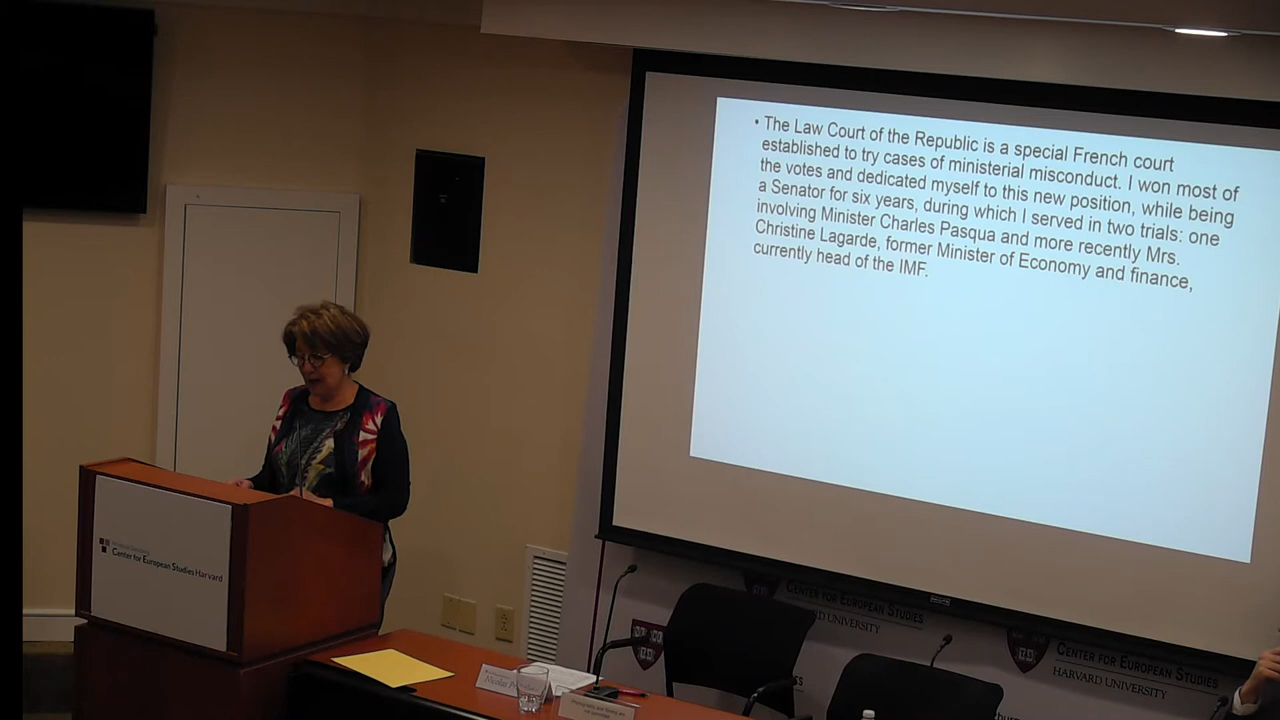 • The Law Court of the Republic is a special French court
established to try cases of ministerial misconduct. I won most of
the votes and dedicated myself to this new position, while being
a Senator for six years, during which I served in two trials: one
involving Minister Charles Pasqua and more recently Mrs.
Christine Lagarde, former Minister of Economy and finance,
currently head of the IMF.
Center for European Studies Harvard
Nicolas
CENTER FOR EUROPEAN STUDIES
UNIVERSITY
CENTER FOR EUROPEAN STUDIES
HARVARD UNIVERSITY